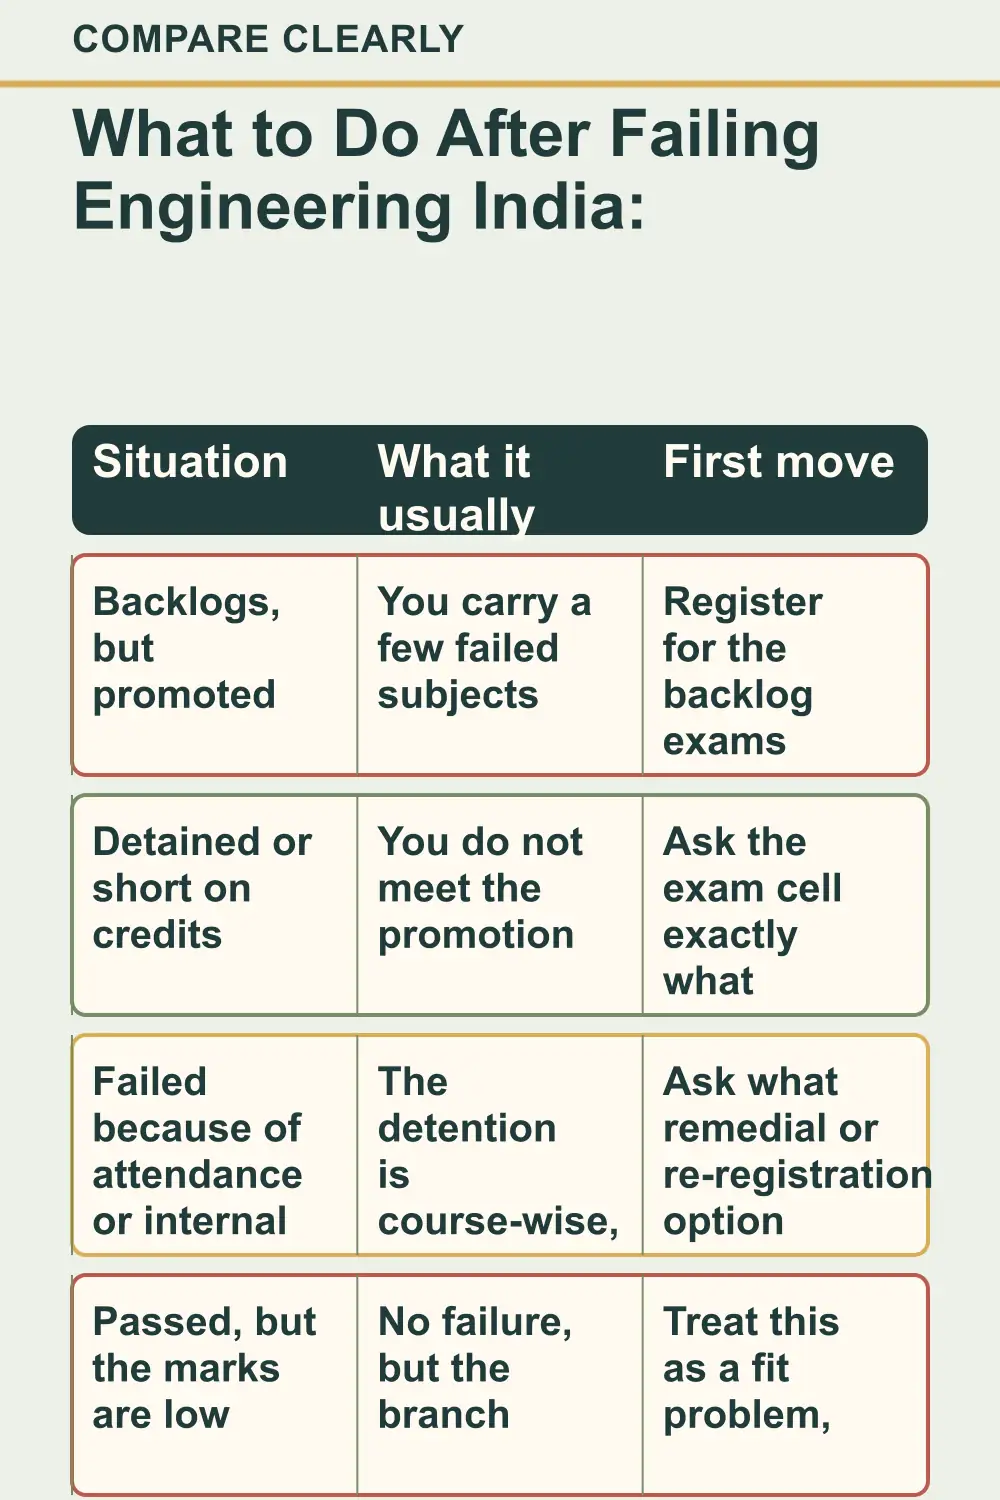 COMPARE CLEARLY
What to Do After Failing
Engineering India:
Situation
What it
usually
First move
Backlogs,
but
promoted
You carry a
few failed
subjects
Register
for the
backlog
exams
Detained or
short on
credits
You do not
meet the
promotion
Ask the
exam cell
exactly
what
Failed
because of
attendance
or internal
The
detention
is
course-wise,
Ask what
remedial or
re-registration
option
Passed, but
the marks
are low
No failure,
but the
branch
Treat this
as a fit
problem,